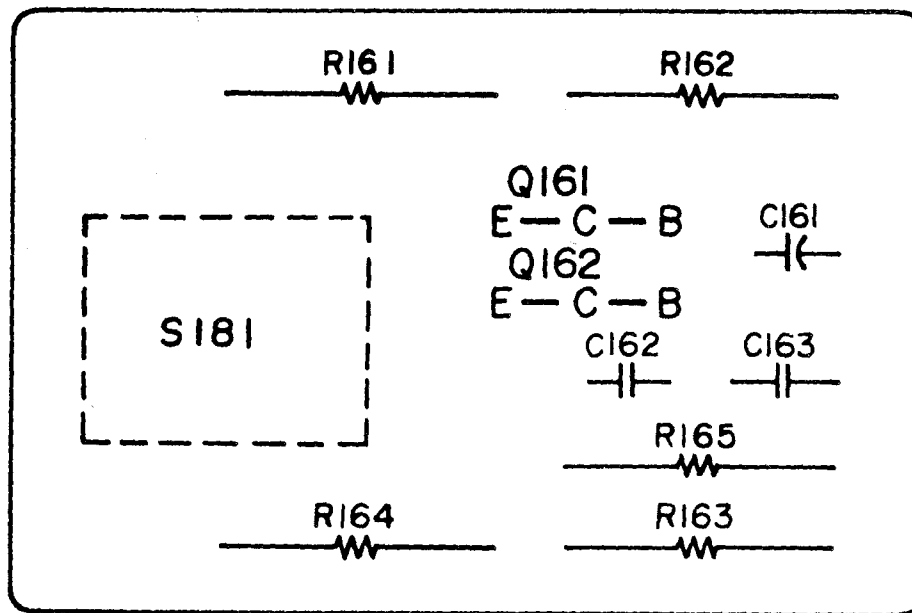 R161
R162
Q161
E — C — B
C161
Q162
E — C — B
S181
C162
C163
R165
R164
R163